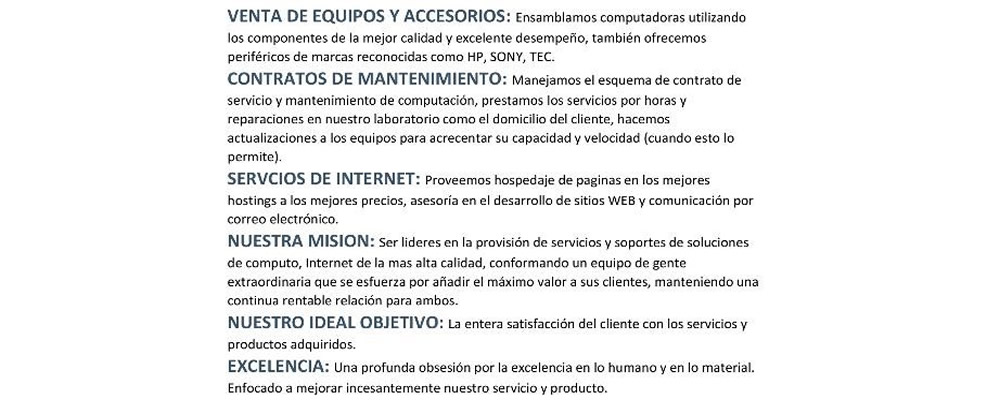 VENTA DE EQUIPOS Y ACCESORIOS: Ensamblamos computadoras utilizando
los componentes de la mejor calidad y excelente desempeño, también ofrecemos
periféricos de marcas reconocidas como HP, SONY, TEC.
CONTRATOS DE MANTENIMIENTO: Manejamos el esquema de contrato de
servicio y mantenimiento de computación, prestamos los servicios por horas y
reparaciones en nuestro laboratorio como el domicilio del cliente, hacemos
actualizaciones a los equipos para acrecentar su capacidad y velocidad (cuando esto lo
permite).
SERVCIOS DE INTERNET: Proveemos hospedaje de paginas en los mejores
hostings a los mejores precios, asesoría en el desarrollo de sitios WEB y comunicación por
correo electrónico.
NUESTRA MISION: Ser lideres en la provisión de servicios y soportes de soluciones
de computo, Internet de la mas alta calidad, conformando un equipo de gente
extraordinaria que se esfuerza por añadir el máximo valor a sus clientes, manteniendo una
continua rentable relación para ambos.
NUESTRO IDEAL OBJETIVO: La entera satisfacción del cliente con los servicios y
productos adquiridos.
EXCELENCIA: Una profunda obsesión por la excelencia en lo humano y en lo material.
Enfocado a mejorar incesantemente nuestro servicio y producto.